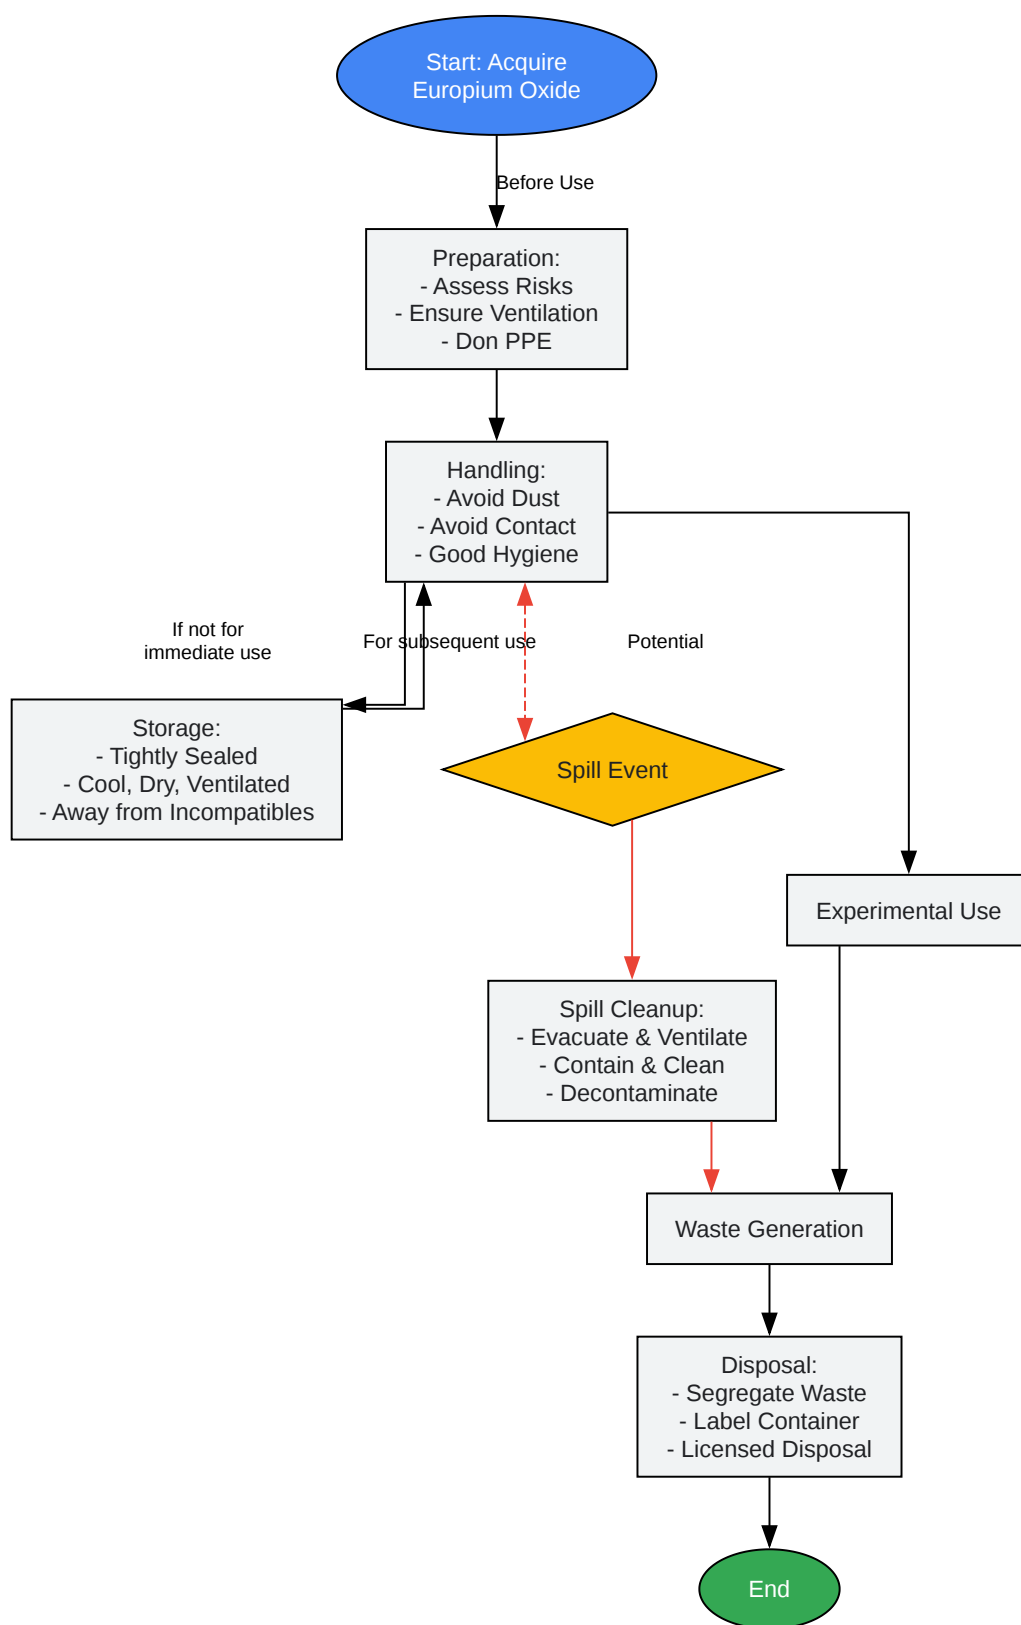 Start: Acquire
Europium Oxide
Before Use
Preparation:
- Assess Risks
- Ensure Ventilation
- Don PPE
Handling:
- Avoid Dust
- Avoid Contact
- Good Hygiene
If not for
immediate use
For subsequent use
Potential
Storage:
- Tightly Sealed
- Cool, Dry, Ventilated
- Away from Incompatibles
Spill Event
Experimental Use
Spill Cleanup:
- Evacuate & Ventilate
- Contain & Clean
- Decontaminate
Waste Generation
Disposal:
- Segregate Waste
- Label Container
- Licensed Disposal
End